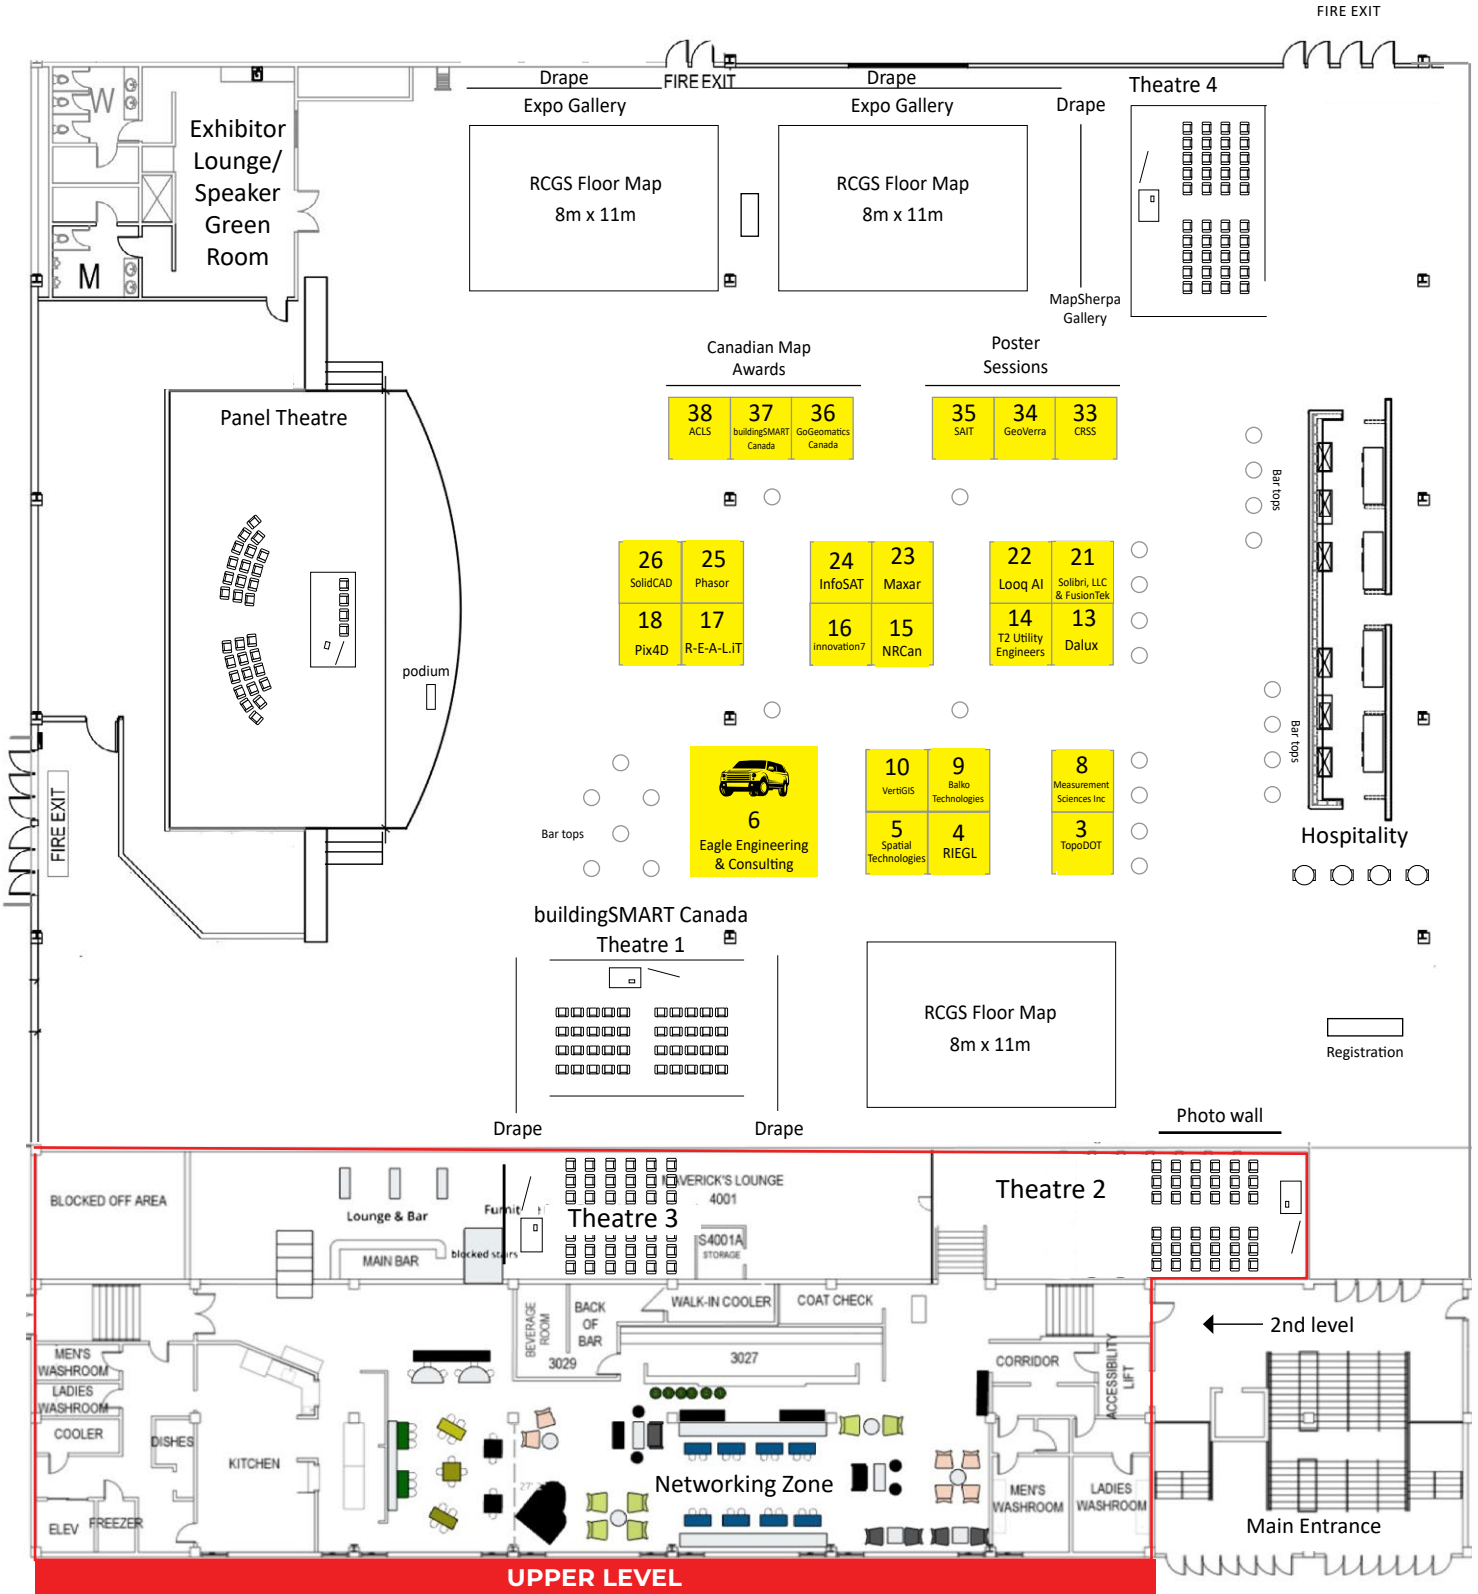 FIRE EXIT
Drape
FIRE EXIT
Drape
Theatre 4
Expo Gallery
Expo Gallery
Drape
W
Exhibitor
Lounge/
Speaker
Green
Room
M
RCGS Floor Map
8m x 11m
RCGS Floor Map
8m x 11m
MapSherpa
Gallery
Canadian Map
Awards
Poster
Sessions
Panel Theatre
38
ACLS
37
buildingSMART
Canada
36
GoGeomatics
Canada
35
SAIT
34
GeoVerra
33
CRSS
Bar tops
26
SolidCAD
25
Phasor
24
InfoSAT
23
Maxar
22
Looq AI
21
Solibri, LLC
& FusionTek
18
Pix4D
17
R-E-A-L.iT
16
innovation7
15
NRCan
14
T2 Utility
Engineers
13
Dalux
podium
Bar tops
FIRE EXIT
Bar tops
6
Eagle Engineering
& Consulting
10
VertiGIS
9
Balko
Technologies
8
Measurement
Sciences Inc
5
Spatial
Technologies
4
RIEGL
3
TopoDOT
Hospitality
buildingSMART Canada
Theatre 1
RCGS Floor Map
8m x 11m
Registration
Drape
Drape
Photo wall
BLOCKED OFF AREA
Lounge & Bar
MAIN BAR
blocked stairs
Theatre 3
LOUNGE
4001
S4001A
STORAGE
Theatre 2
BEVERAGE
ROOM
3029
BACK
OF
BAR
WALK-IN COOLER
COAT CHECK
3027
2nd level
MEN'S
WASHROOM
LADIES
WASHROOM
COOLER
DISHES
KITCHEN
ELEV
FREEZER
CORRIDOR
ACCESSIBILITY
LIFT
Networking Zone
MEN'S
WASHROOM
LADIES
WASHROOM
Main Entrance
UPPER LEVEL